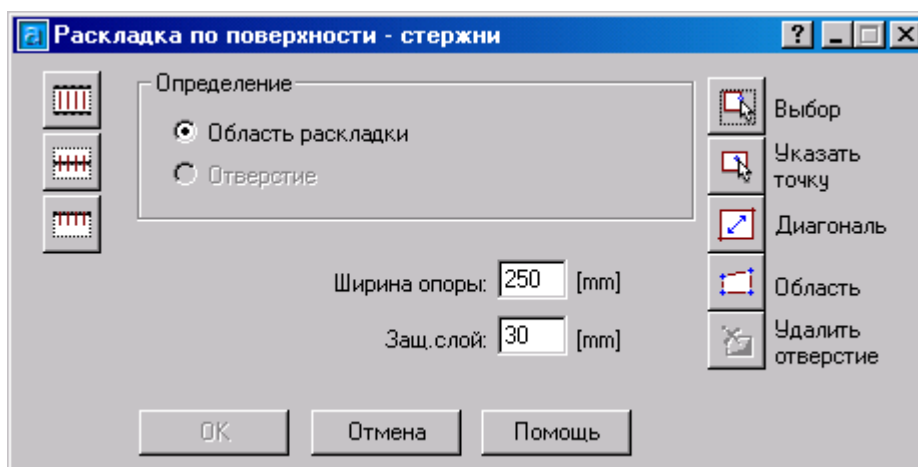 Раскладка по поверхности - стержни
Определение
Область раскладки
Отверстие
Ширина опоры: 250 [mm]
Защ.слой: 30 [mm]
Выбор
Указать
точку
Диагональ
Область
Удалить
отверстие
OK
Отмена
Помощь